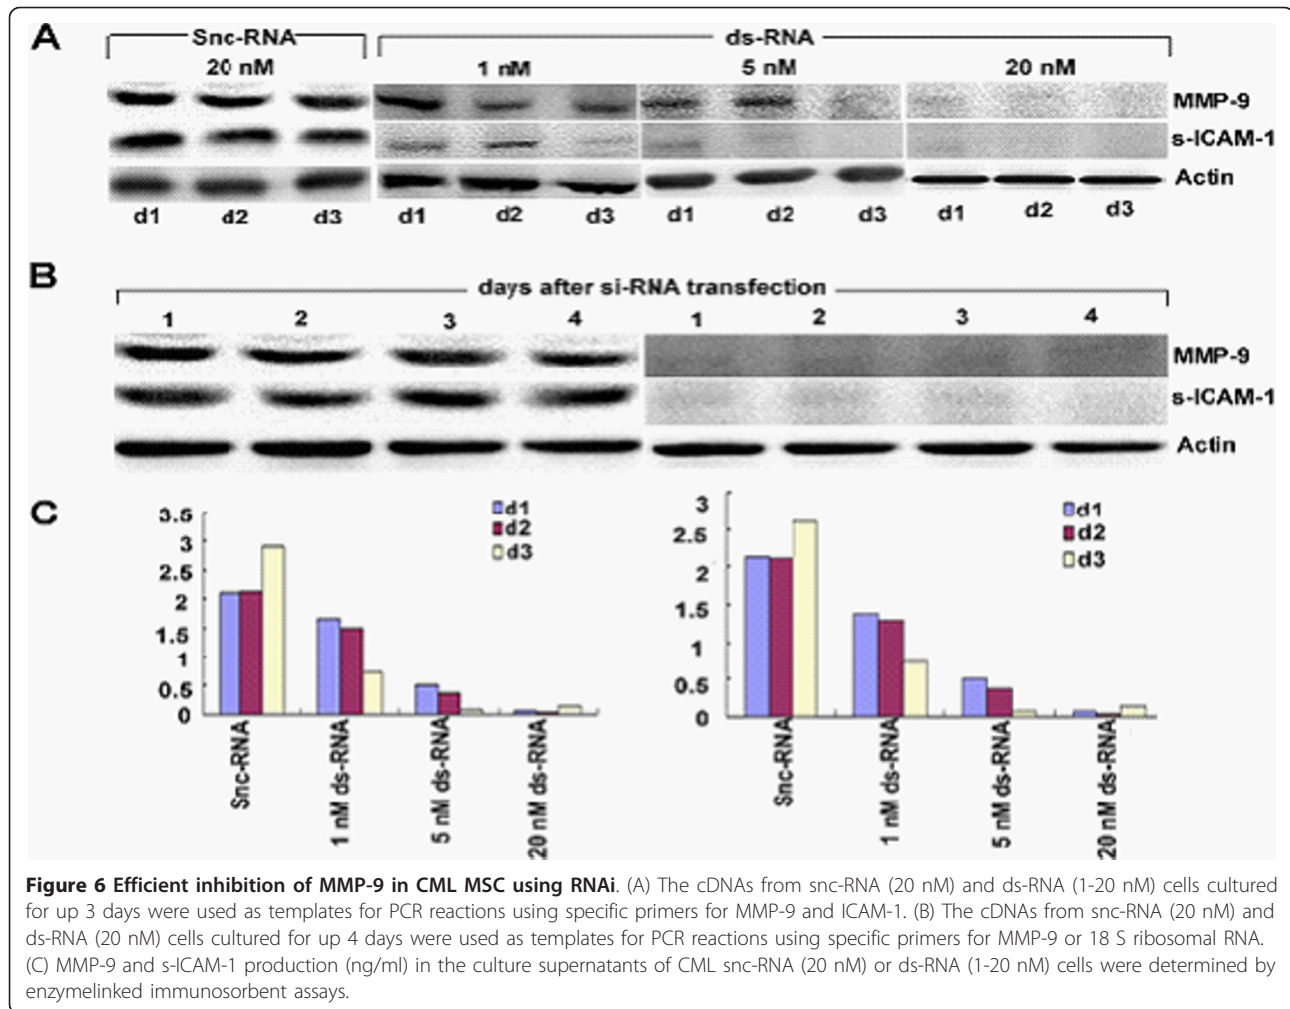 A
Snc-RNA
ds-RNA
20 nM
1 nM
5 nM
20 nM
MMP-9
s-ICAM-1
Actin
d1 d2 d3 d1 d2 d3 d1 d2 d3 d1 d2 d3
B
days after si-RNA transfection
1 2 3 4 1 2 3 4
MMP-9
s-ICAM-1
Actin
C
3.5
3
2.5
2
1.5
1
0.5
0
d1
d2
d3
Snc-RNA
1 nM ds-RNA
5 nM ds-RNA
20 nM ds-RNA
3
2.5
2
1.5
1
0.5
0
d1
d2
d3
Snc-RNA
1 nM ds-RNA
5 nM ds-RNA
20 nM ds-RNA
Figure 6 Efficient inhibition of MMP-9 in CML MSC using RNAi. (A) The cDNAs from snc-RNA (20 nM) and ds-RNA (1-20 nM) cells cultured
for up 3 days were used as templates for PCR reactions using specific primers for MMP-9 and ICAM-1. (B) The cDNAs from snc-RNA (20 nM) and
ds-RNA (20 nM) cells cultured for up 4 days were used as templates for PCR reactions using specific primers for MMP-9 or 18 S ribosomal RNA.
(C) MMP-9 and s-ICAM-1 production (ng/ml) in the culture supernatants of CML snc-RNA (20 nM) or ds-RNA (1-20 nM) cells were determined by
enzymelinked immunosorbent assays.